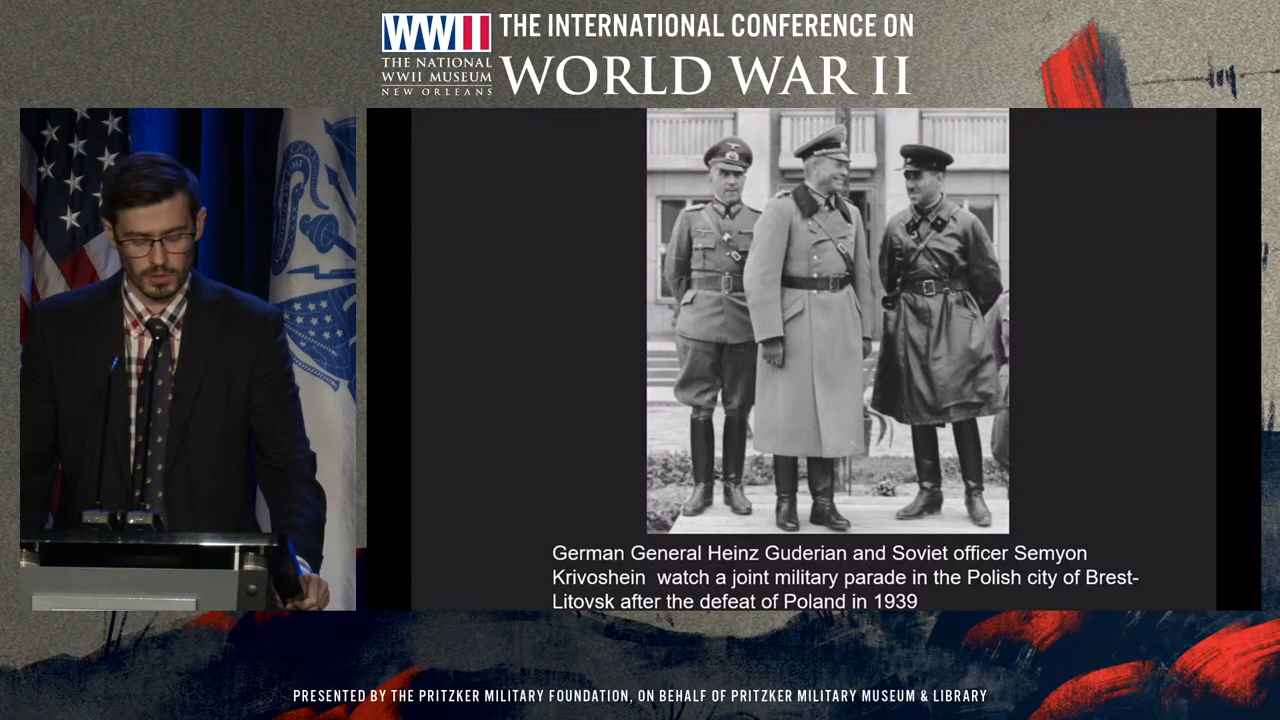 WWII
THE NATIONAL
WWII MUSEUM
NEW ORLEANS
THE INTERNATIONAL CONFERENCE ON
WORLD WAR II
German General Heinz Guderian and Soviet officer Semyon
Krivoshein watch a joint military parade in the Polish city of Brest-
Litovsk after the defeat of Poland in 1939
PRESENTED BY THE PRITZKER MILITARY FOUNDATION, ON BEHALF OF PRITZKER MILITARY MUSEUM & LIBRARY